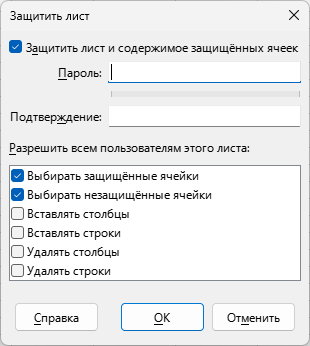 Защитить лист
Защитить лист и содержимое защищённых ячеек
Пароль:
Подтверждение:
Разрешить всем пользователям этого листа:
Выбирать защищённые ячейки
Выбирать незащищённые ячейки
Вставлять столбцы
Вставлять строки
Удалять столбцы
Удалять строки
Справка
ОК
Отменить